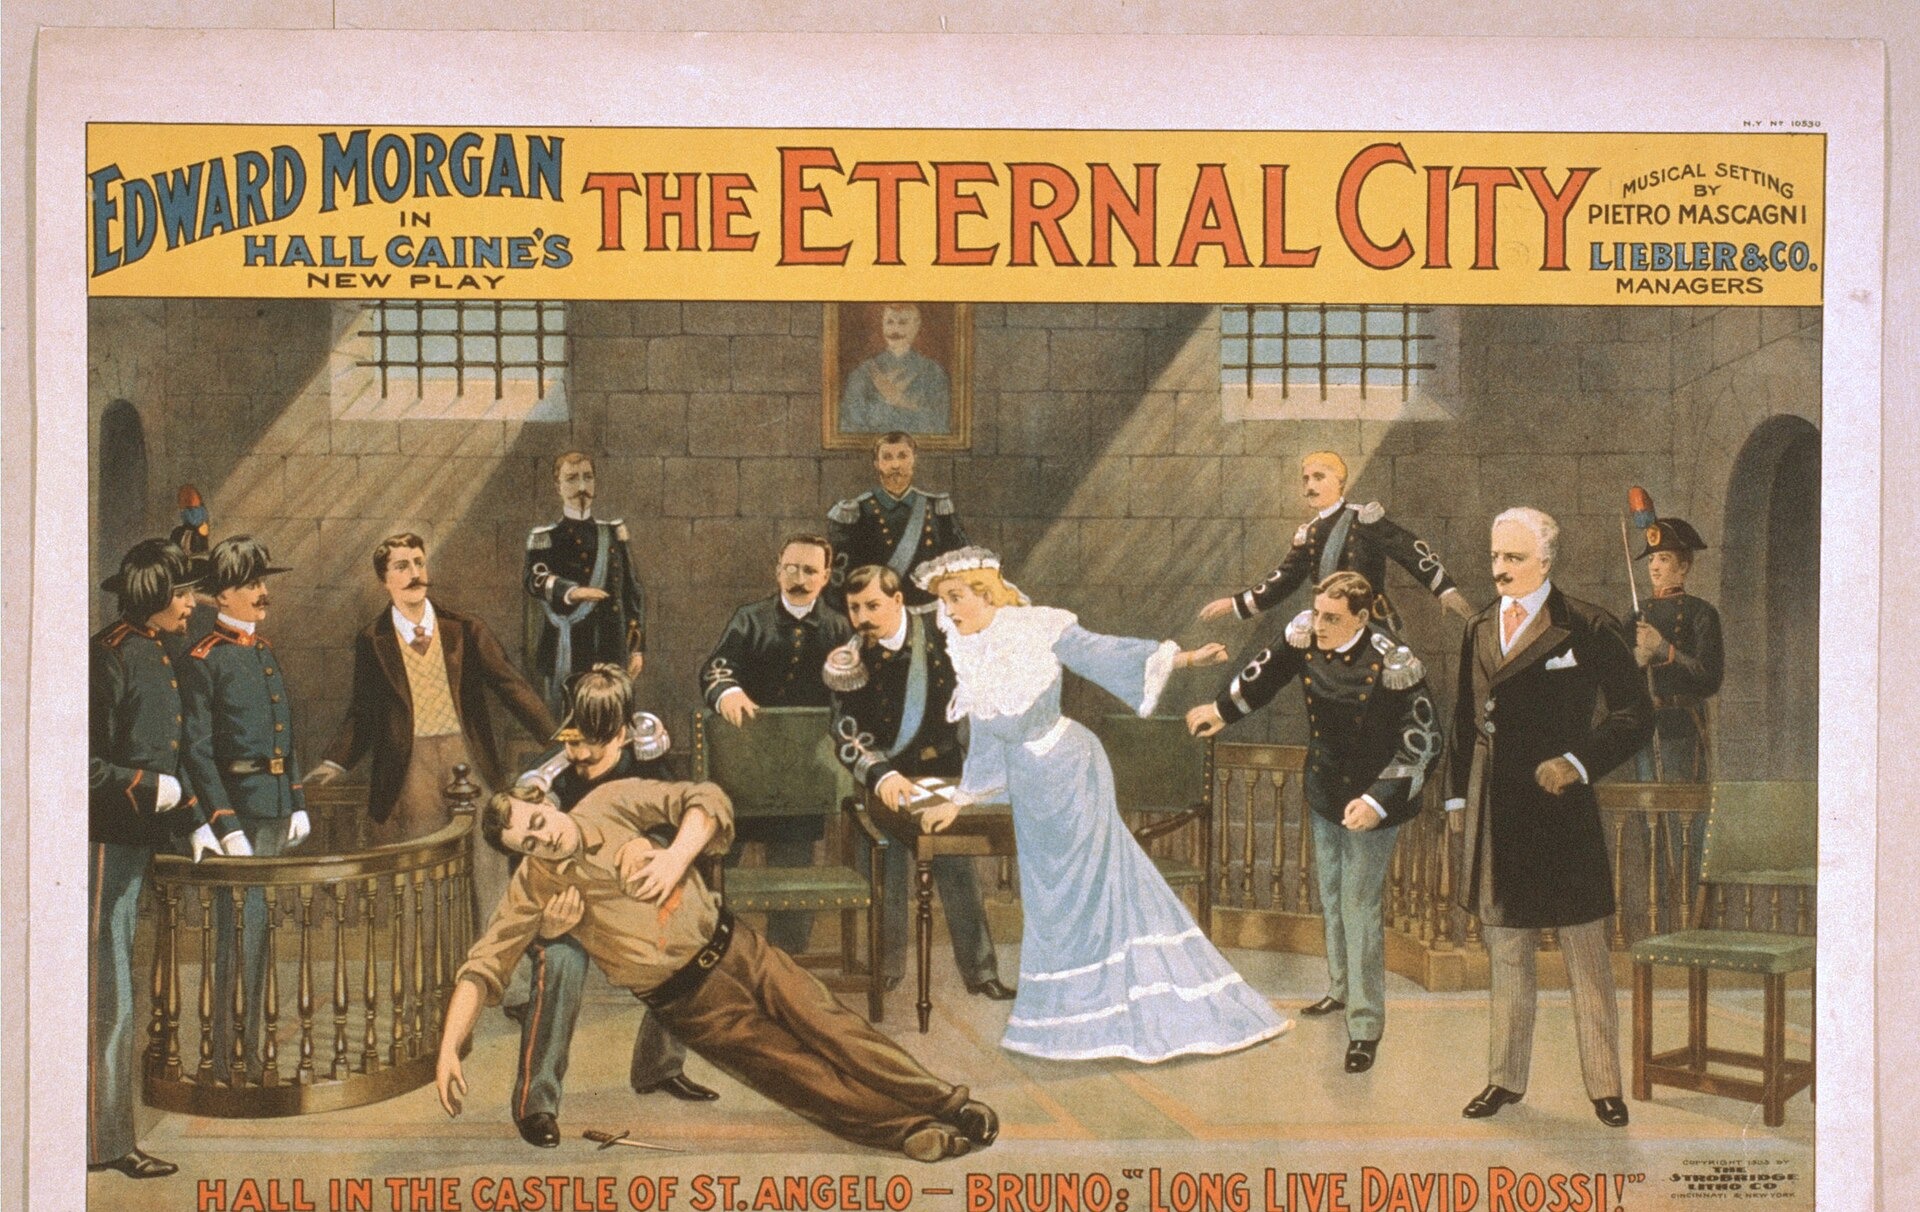 N.Y. Nº 10530
EDWARD MORGAN
IN
HALL CAINE'S
NEW PLAY
THE ETERNAL CITY
MUSICAL SETTING
BY
PIETRO MASCAGNI
LIEBLER & CO.
MANAGERS
HALL IN THE CASTLE OF ST. ANGELO — BRUNO: "LONG LIVE DAVID ROSSI!"
COPYRIGHT 1903 BY
THE
STROBRIDGE
LITHO CO
CINCINNATI & NEW YORK